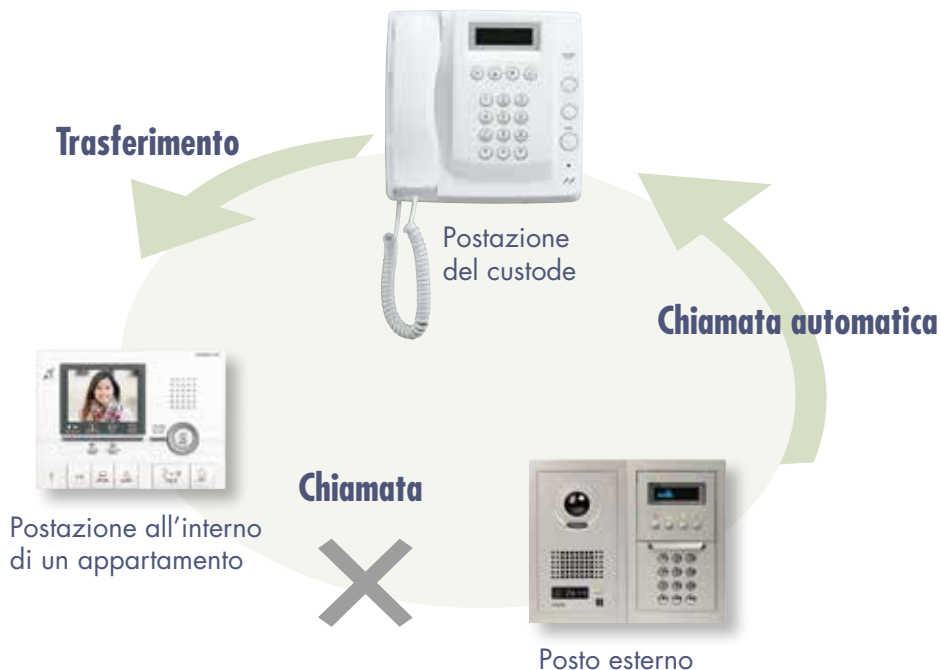 Trasferimento
Postazione
del custode
Chiamata automatica
Chiamata
Postazione all'interno
di un appartamento
Posto esterno